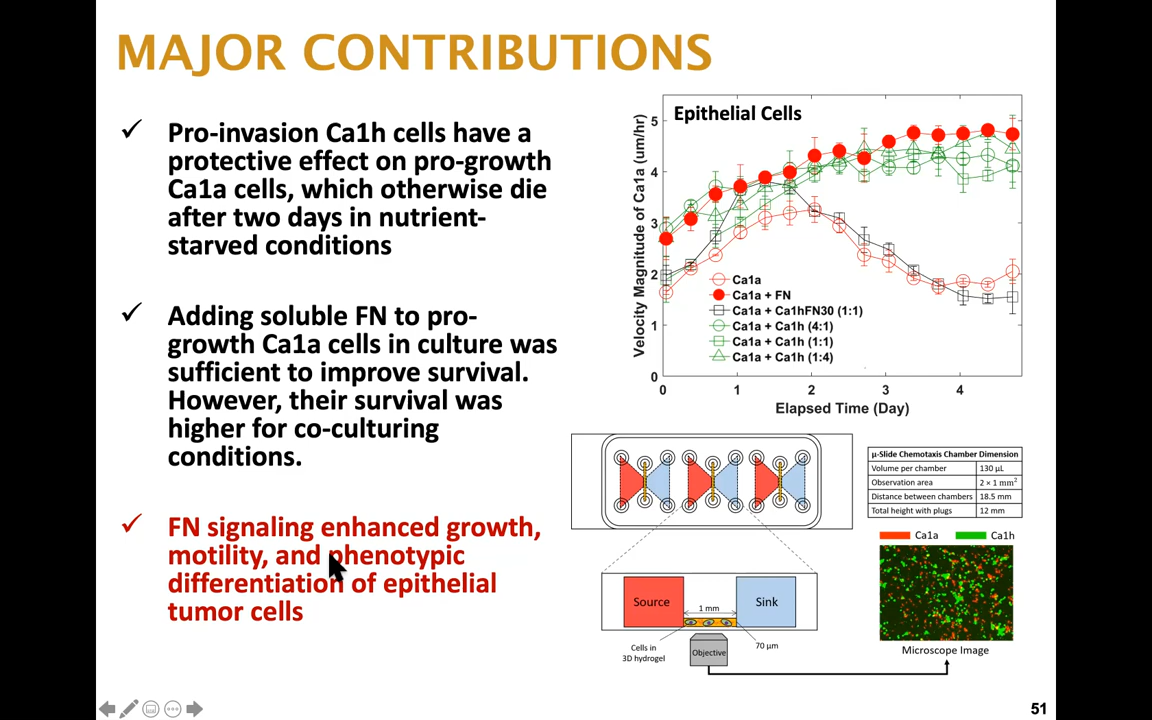 MAJOR CONTRIBUTIONS
✓ Pro-invasion Ca1h cells have a
protective effect on pro-growth
Ca1a cells, which otherwise die
after two days in nutrient-
starved conditions
✓ Adding soluble FN to pro-
growth Ca1a cells in culture was
sufficient to improve survival.
However, their survival was
higher for co-culturing
conditions.
✓ FN signaling enhanced growth,
motility, and phenotypic
differentiation of epithelial
tumor cells
Epithelial Cells
Velocity Magnitude of Ca1a (um/hr)
5
4
3
2
1
0
Ca1a
Ca1a + FN
Ca1a + Ca1hFN30 (1:1)
Ca1a + Ca1h (4:1)
Ca1a + Ca1h (1:1)
Ca1a + Ca1h (1:4)
0 1 2 3 4
Elapsed Time (Day)
μ-Slide Chemotaxis Chamber Dimension
Volume per chamber 130 μL
Observation area 2 × 1 mm²
Distance between chambers 18.5 mm
Total height with plugs 12 mm
Source
Sink
1 mm
Cells in
3D hydrogel
70 μm
Objective
Ca1a Ca1h
Microscope Image
51